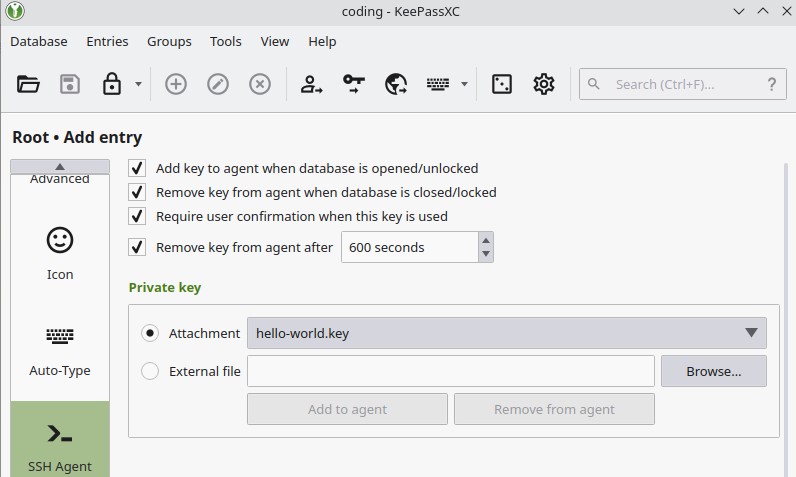 coding - KeePassXC
Database Entries Groups Tools View Help
Search (Ctrl+F)... ?
Root • Add entry
Advanced
Icon
Auto-Type
SSH Agent
Add key to agent when database is opened/unlocked
Remove key from agent when database is closed/locked
Require user confirmation when this key is used
Remove key from agent after 600 seconds
Private key
Attachment hello-world.key
External file Browse...
Add to agent Remove from agent